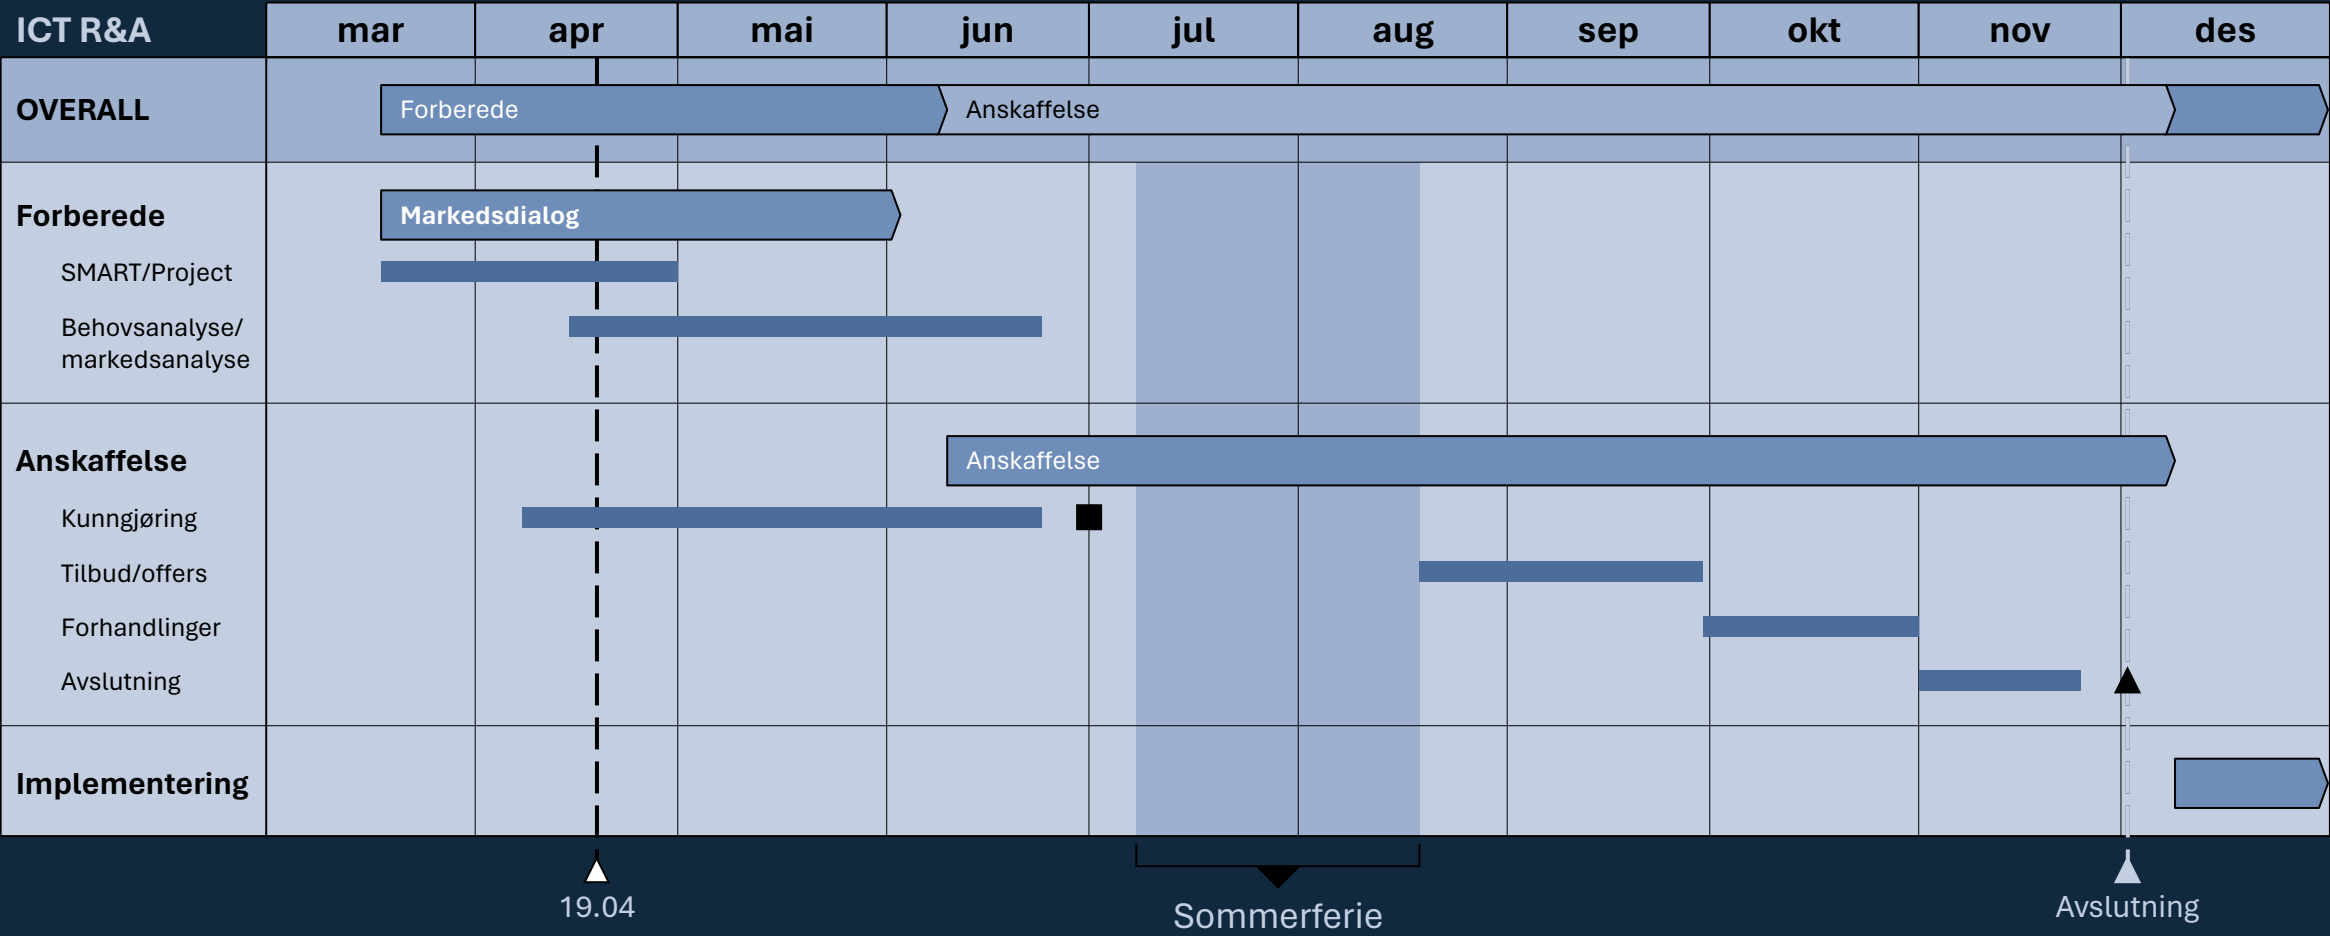 ICT R&A mar apr mai jun jul aug sep okt nov des
OVERALL Forberede Anskaffelse
Forberede Markedsdialog
SMART/Project
Behovsanalyse/
markedsanalyse
Anskaffelse Anskaffelse
Kunngjøring
Tilbud/offers
Forhandlinger
Avslutning
Implementering
19.04 Sommerferie Avslutning